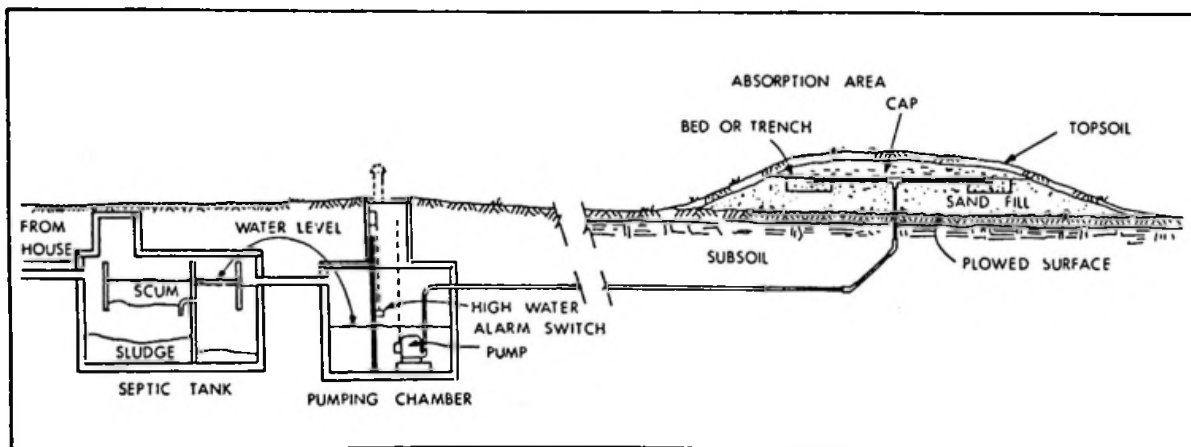 FROM
HOUSE
WATER LEVEL
SCUM
SLUDGE
SEPTIC TANK
HIGH WATER
ALARM SWITCH
PUMP
PUMPING CHAMBER
ABSORPTION AREA
CAP
BED OR TRENCH
TOPSOIL
SAND FILL
SUBSOIL
PLOWED SURFACE